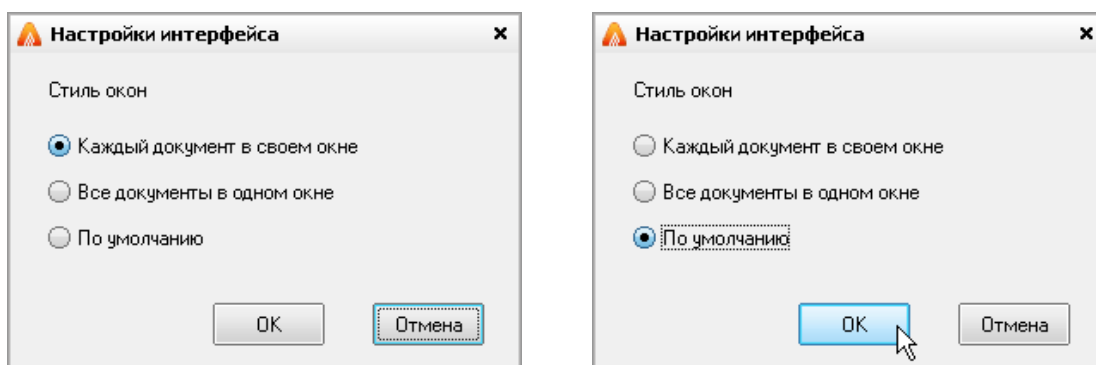 Настройки интерфейса
Стиль окон
Каждый документ в своем окне
Все документы в одном окне
По умолчанию
OK Отмена
Настройки интерфейса
Стиль окон
Каждый документ в своем окне
Все документы в одном окне
По умолчанию
OK Отмена